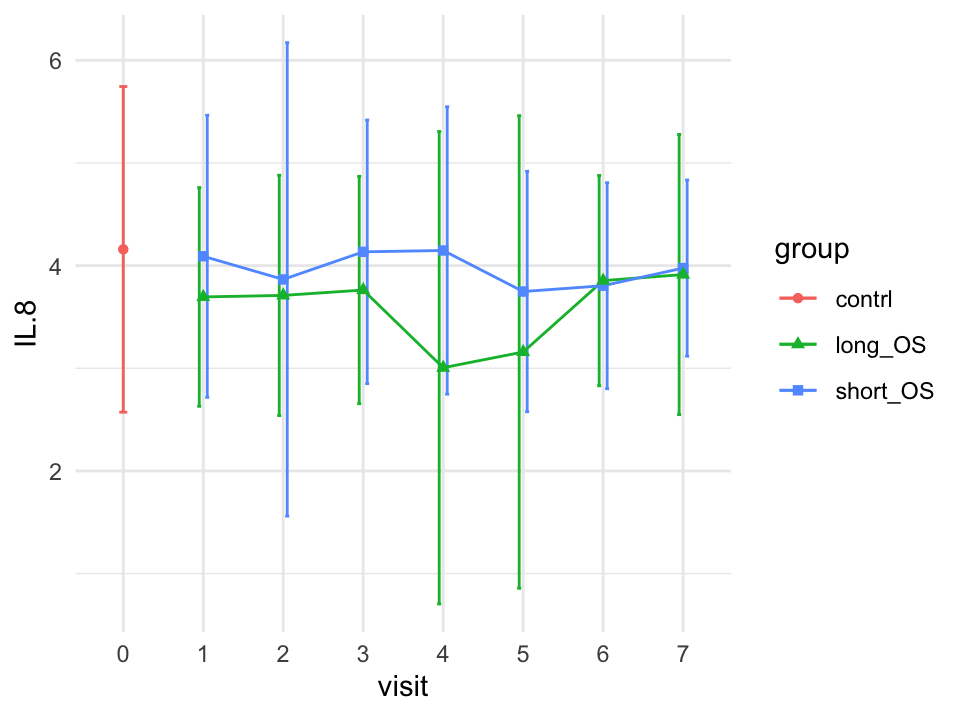 6
4
2
IL.8
0 1 2 3 4 5 6 7
visit
group
contrl
long_OS
short_OS